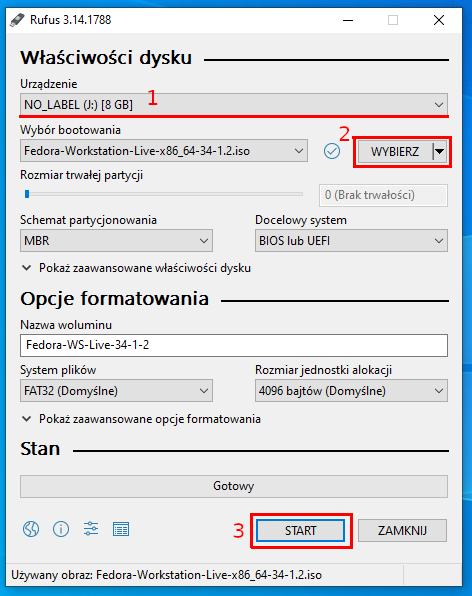 Rufus 3.14.1788
Właściwości dysku
Urządzenie
NO_LABEL (J:) [8 GB]
1
Wybór bootowania
2
Fedora-Workstation-Live-x86_64-34-1.2.iso
WYBIERZ
Rozmiar trwałej partycji
0 (Brak trwałości)
Schemat partycjonowania
Docelowy system
MBR
BIOS lub UEFI
Pokaż zaawansowane właściwości dysku
Opcje formatowania
Nazwa woluminu
Fedora-WS-Live-34-1-2
System plików
Rozmiar jednostki alokacji
FAT32 (Domyślne)
4096 bajtów (Domyślne)
Pokaż zaawansowane opcje formatowania
Stan
Gotowy
3
START
ZAMKNIJ
Używany obraz: Fedora-Workstation-Live-x86_64-34-1.2.iso